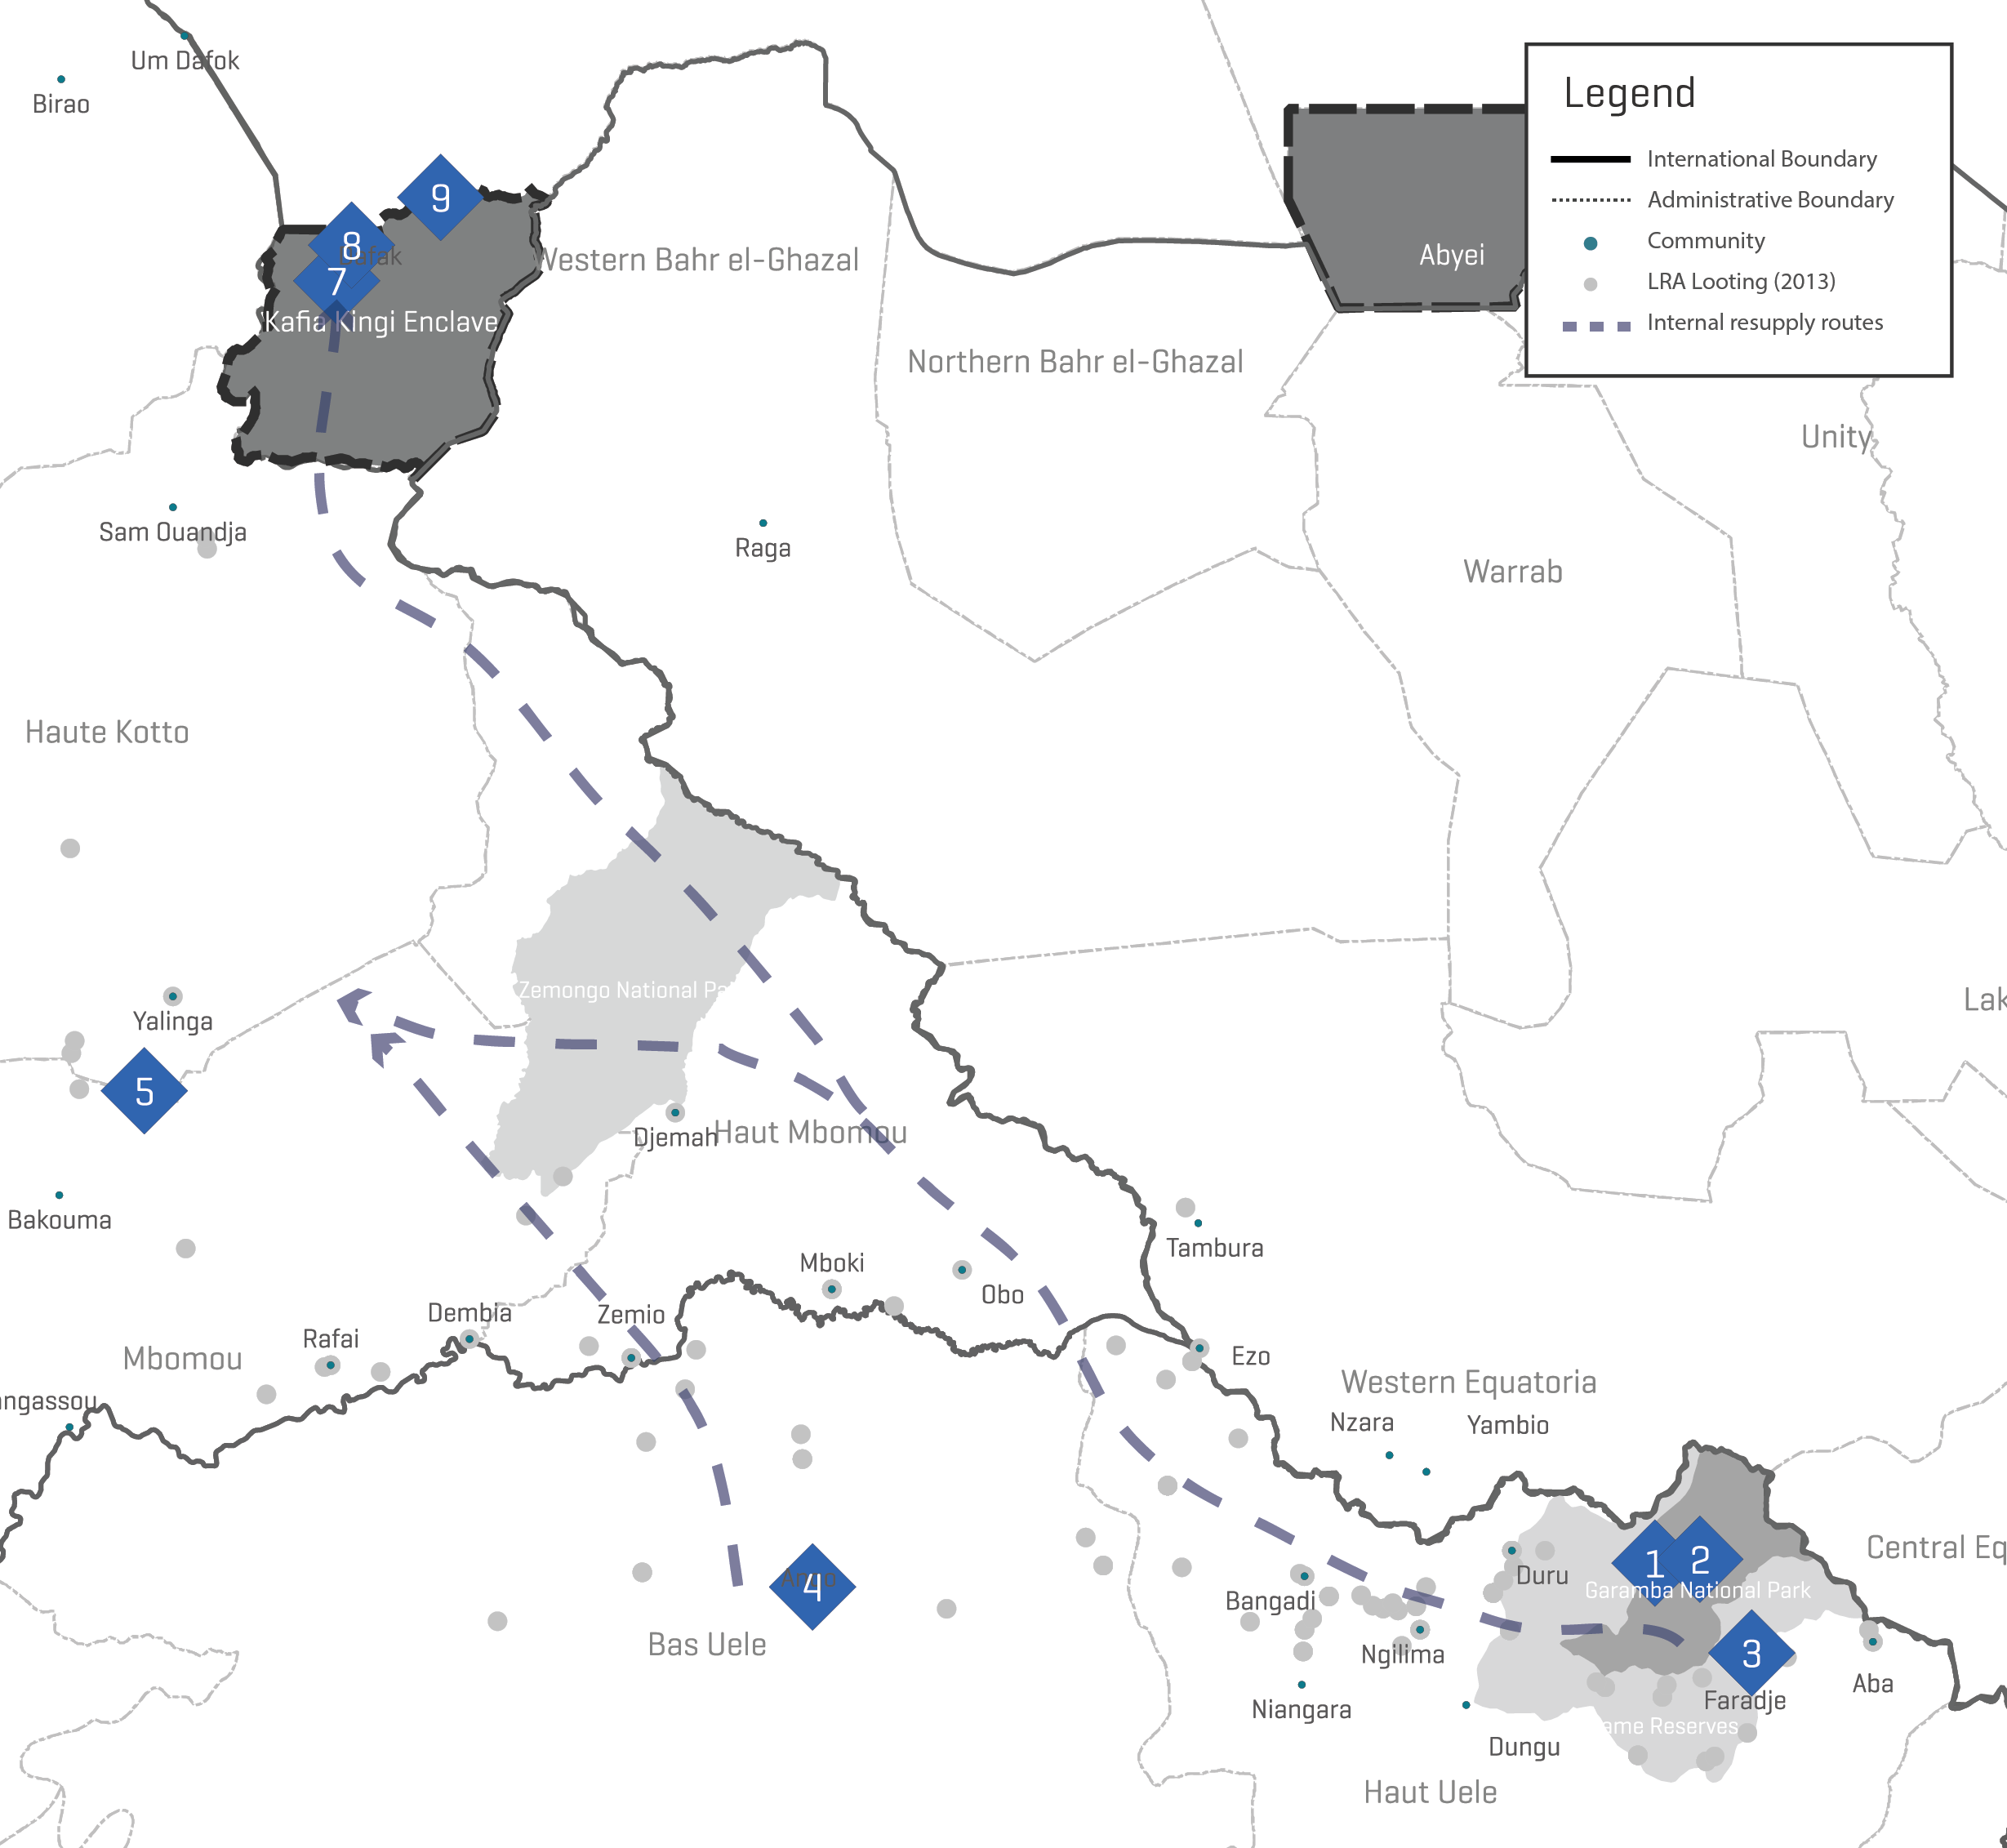 Um Dafok
Birao
Legend
International Boundary
Administrative Boundary
Community
LRA Looting (2013)
Internal resupply routes
9
8
7
Kafia Kingi Enclave
Western Bahr el-Ghazal
Abyei
Northern Bahr el-Ghazal
Unity
Sam Ouandja
Raga
Warrab
Haute Kotto
Zemongo National Pa
Lak
Yalinga
5
Djemah
Haut Mbomou
Bakouma
Tambura
Mboki
Obo
Dembia
Zemio
Rafai
Mbomou
Ezo
ngassou
Western Equatoria
Nzara
Yambio
Central Eq
1
2
Duru
Garamba National Park
4
Bangadi
Bas Uele
Ngilima
3
Aba
Niangara
Faradje
ame Reserves
Dungu
Haut Uele